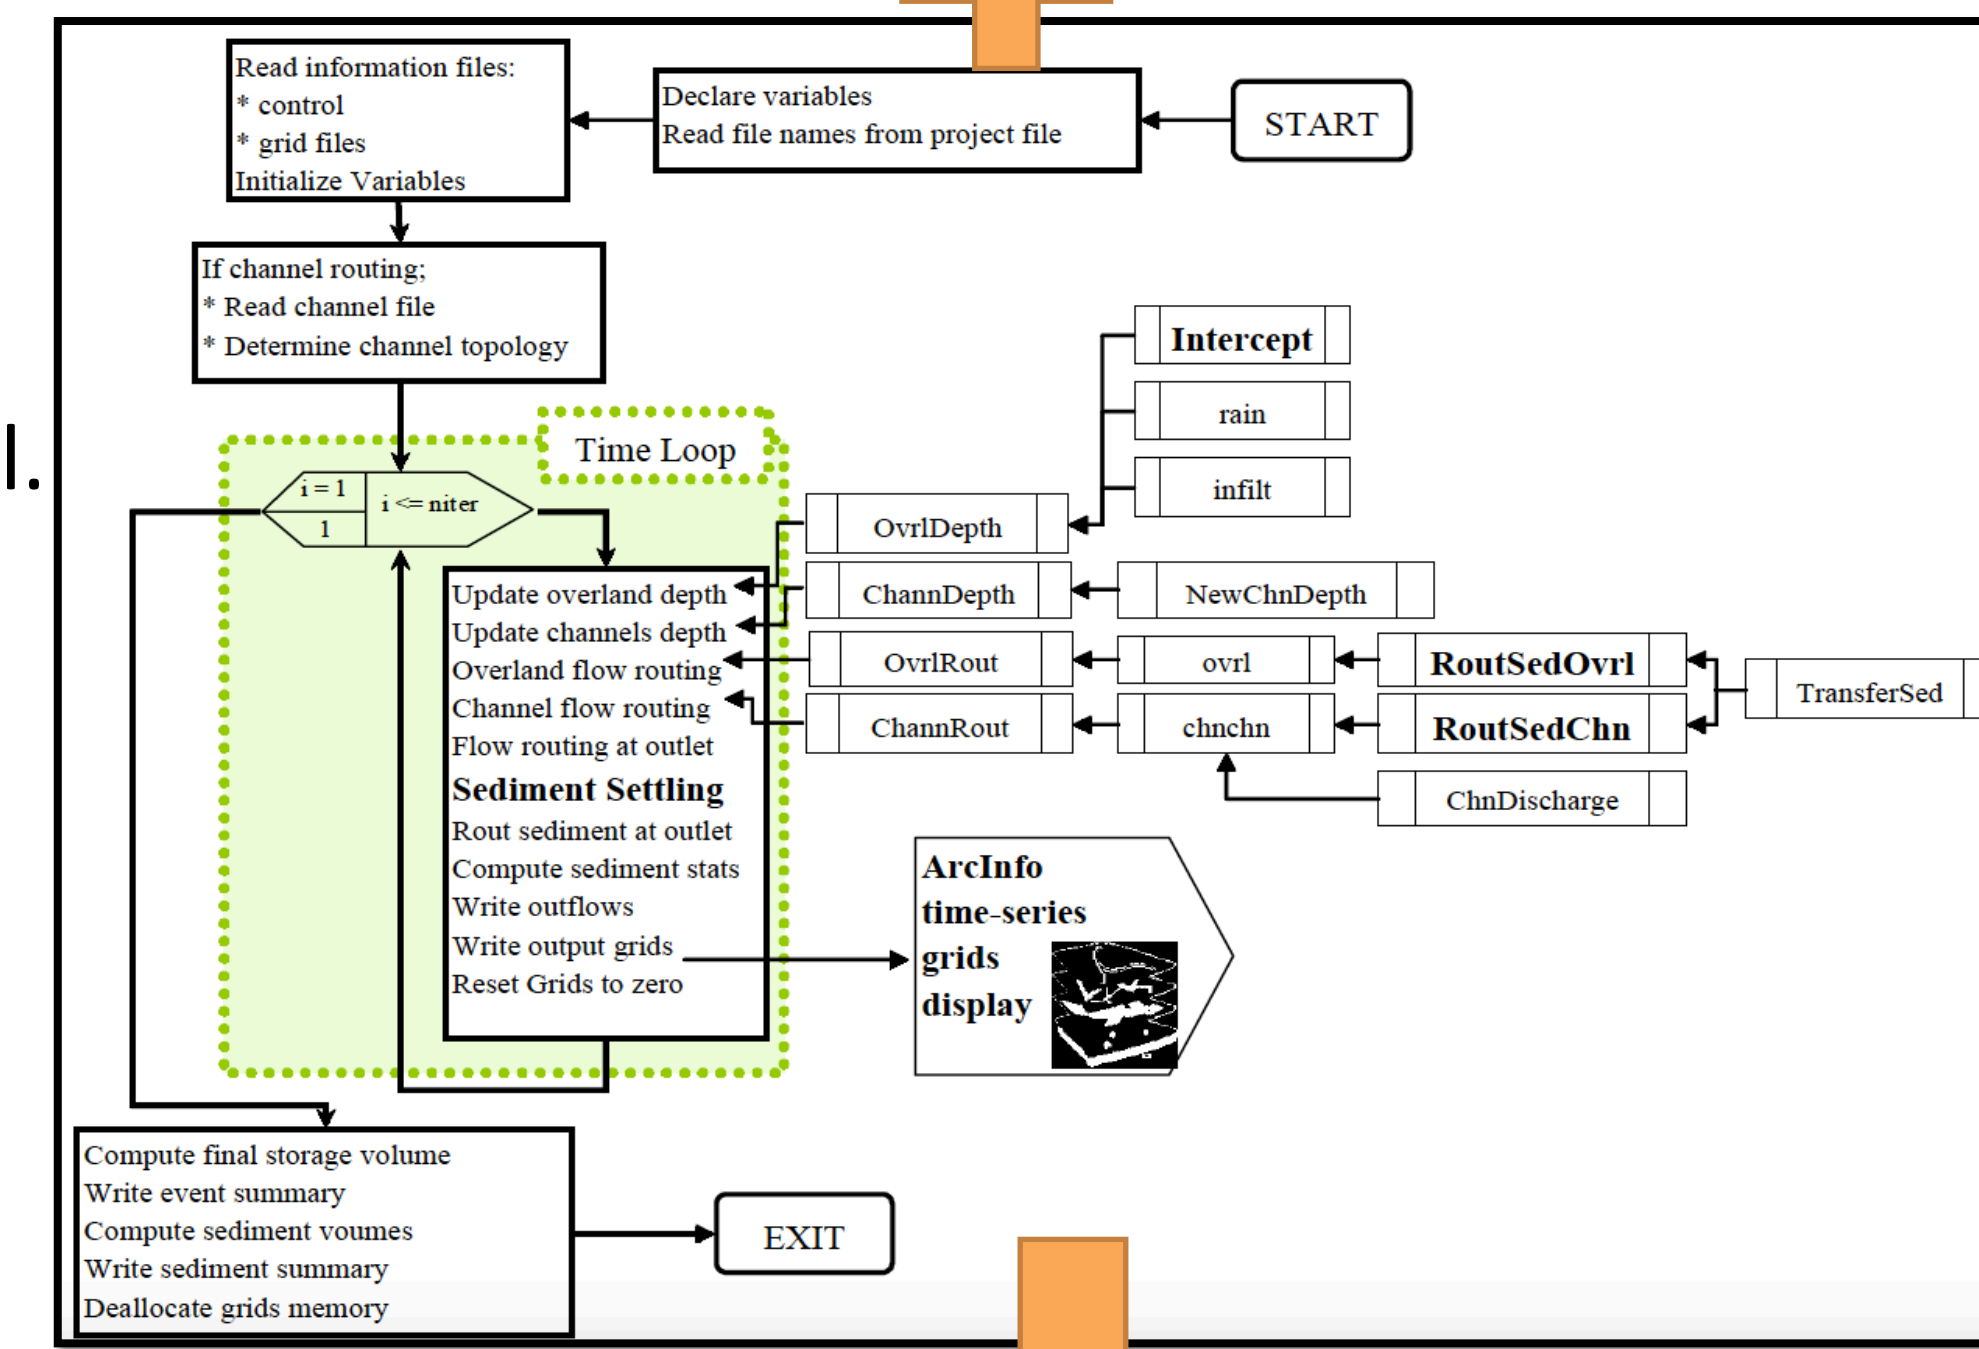 START
Declare variables
Read file names from project file
Read information files:
* control
* grid files
Initialize Variables
If channel routing;
* Read channel file
* Determine channel topology
l.
Time Loop
i = 1
1
i <= niter
Update overland depth
Update channels depth
Overland flow routing
Channel flow routing
Flow routing at outlet
Sediment Settling
Rout sediment at outlet
Compute sediment stats
Write outflows
Write output grids
Reset Grids to zero
Intercept
rain
infilt
OvrlDepth
ChannDepth
NewChnDepth
OvrlRout
ovrl
RoutSedOvrl
TransferSed
ChannRout
chnchn
RoutSedChn
ChnDischarge
ArcInfo
time-series
grids
display
Compute final storage volume
Write event summary
Compute sediment voumes
Write sediment summary
Deallocate grids memory
EXIT